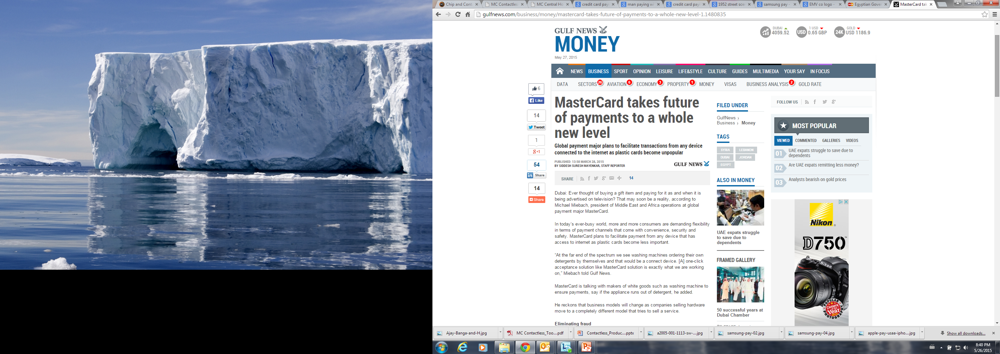 Chip and Cont
MC Contactles
MC Central Ho
credit card pay
man paying w
credit card pay
1952 street sce
samsung pay -
EMV co logo -
Egyptian Gover
MasterCard tak
gulfnews.com/business/money/mastercard-takes-future-of-payments-to-a-whole-new-level-1.1480835
GULF NEWS
MONEY
May 27, 2015
DUBAI
4059.52
USD
1 USD
0.65 GBP
24K
GOLD
USD 1186.9
NEWS BUSINESS SPORT OPINION LEISURE LIFE&STYLE CULTURE GUIDES MULTIMEDIA YOUR SAY IN FOCUS
DATA SECTORS 26 AVIATION 6 ECONOMY 3 PROPERTY 1 MONEY VISAS BUSINESS ANALYSIS 2 GOLD RATE
6
Like
14
Tweet
1
g+1
54
in Share
14
Share
MasterCard takes future
of payments to a whole
new level
Global payment major plans to facilitate transactions from any device
connected to the internet as plastic cards become unpopular
PUBLISHED: 13:58 MARCH 28, 2015
BY SIDDESH SURESH MAYENKAR, STAFF REPORTER
GULF NEWS
SHARE
14
Dubai: Ever thought of buying a gift item and paying for it as and when it is
being advertised on television? That may soon be a reality, according to
Michael Miebach, president of Middle East and Africa operations at global
payment major MasterCard.
In today’s ever-busy world, more and more consumers are demanding flexibility
in terms of payment channels that come with convenience, security and
safety. MasterCard plans to facilitate payment from any device that has
access to internet as plastic cards become less important.
“At the far end of the spectrum we see washing machines ordering their own
detergents by themselves and that would be a connect device. [A] one-click
acceptance solution like MasterCard solution is exactly what we are working
on,” Miebach told Gulf News.
MasterCard is talking with makers of white goods such as washing machine to
ensure payments, say if the appliance runs out of detergent, he added.
He reckons that business models will change as companies selling hardware
move to a completely different model that tries to sell a service.
Eliminating fraud
FILED UNDER
GulfNews ›
Business › Money
TAGS
SYRIA LEBANON
DUBAI JORDAN
EGYPT
ALSO IN MONEY
UAE expats struggle
to save due to
dependents
FRAMED GALLERY
50 successful years at
Dubai Chamber
FOLLOW US
MOST POPULAR
VIEWED COMMENTED GALLERIES VIDEOS
01 UAE expats struggle to save due to
dependents
02 Are UAE expats remitting less money?
03 Analysts bearish on gold prices
Nikon
D750
Nikon
D750
POPULAR
Camera
of the
Year
2014
PHOTOGRAPHY
Ajay-Banga-and-H.jpg
MC Contactless_Too....pdf
Contactless_Produc....pptx
a2005-001-1113-sw-....jpg
samsung-pay-02.jpg
samsung-pay-04.jpg
apple-pay-usaa-ipho....jpg
Show all downloads...
8:40 PM
5/26/2015